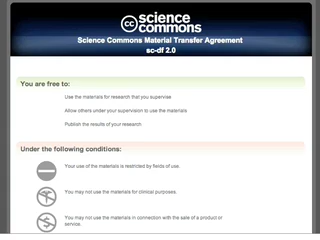 cc science
commons
Science Commons Material Transfer Agreement
sc-df 2.0
You are free to:
Use the materials for research that you supervise
Allow others under your supervision to use the materials
Publish the results of your research.
Under the following conditions:
Your use of the materials is restricted by fields of use.
You may not use the materials for clinical purposes.
You may not use the materials in connection with the sale of a product or
service.